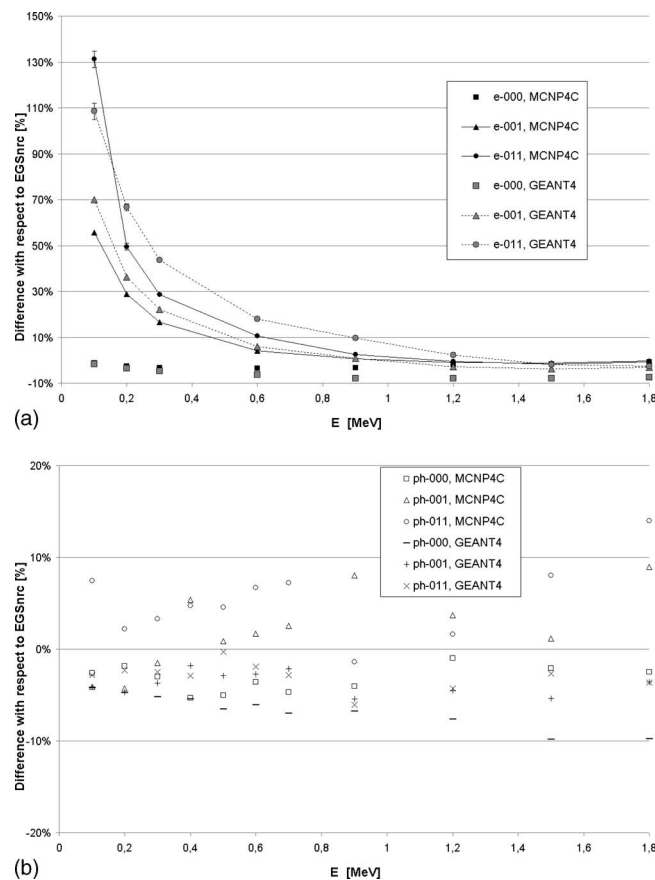 150%
130%
110%
90%
70%
50%
30%
10%
-10%
Difference with respect to EGSnrc [%]
e-000, MCNP4C
e-001, MCNP4C
e-011, MCNP4C
e-000, GEANT4
e-001, GEANT4
e-011, GEANT4
0 0,2 0,4 0,6 0,8 1 1,2 1,4 1,6 1,8
E [MeV]
(a)
20%
10%
0%
-10%
-20%
Difference with respect to EGSnrc [%]
ph-000, MCNP4C
ph-001, MCNP4C
ph-011, MCNP4C
ph-000, GEANT4
ph-001, GEANT4
ph-011, GEANT4
0 0,2 0,4 0,6 0,8 1 1,2 1,4 1,6 1,8
E [MeV]
(b)